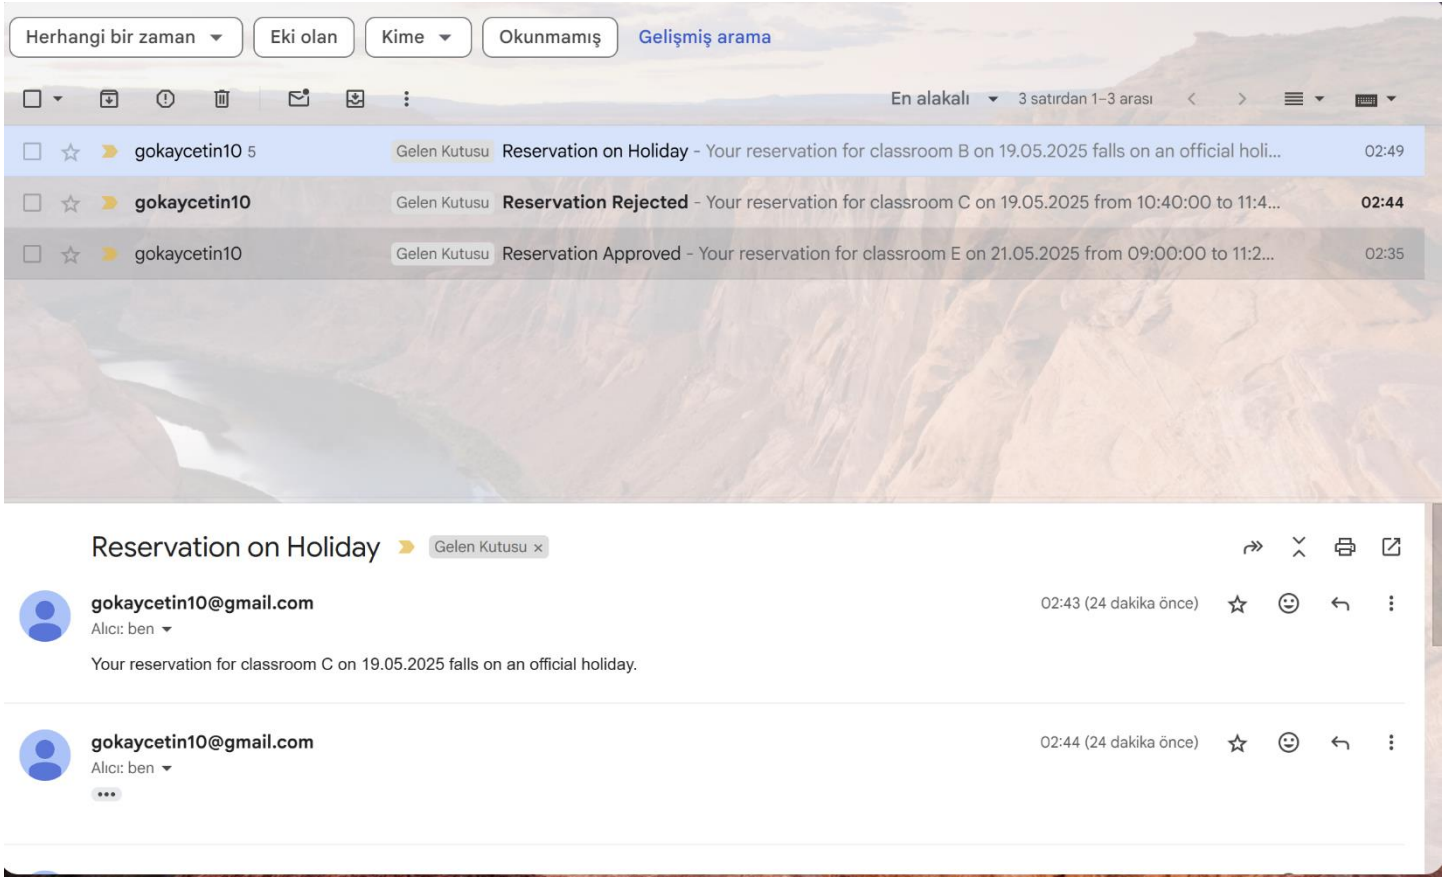 Herhangi bir zaman Eki olan Kime Okunmamış Gelişmiş arama
En alakalı 3 satırdan 1–3 arası
gokaycetin10 5 Gelen Kutusu Reservation on Holiday - Your reservation for classroom B on 19.05.2025 falls on an official holi... 02:49
gokaycetin10 Gelen Kutusu Reservation Rejected - Your reservation for classroom C on 19.05.2025 from 10:40:00 to 11:4... 02:44
gokaycetin10 Gelen Kutusu Reservation Approved - Your reservation for classroom E on 21.05.2025 from 09:00:00 to 11:2... 02:35
Reservation on Holiday Gelen Kutusu ×
gokaycetin10@gmail.com 02:43 (24 dakika önce)
Alıcı: ben
Your reservation for classroom C on 19.05.2025 falls on an official holiday.
gokaycetin10@gmail.com 02:44 (24 dakika önce)
Alıcı: ben